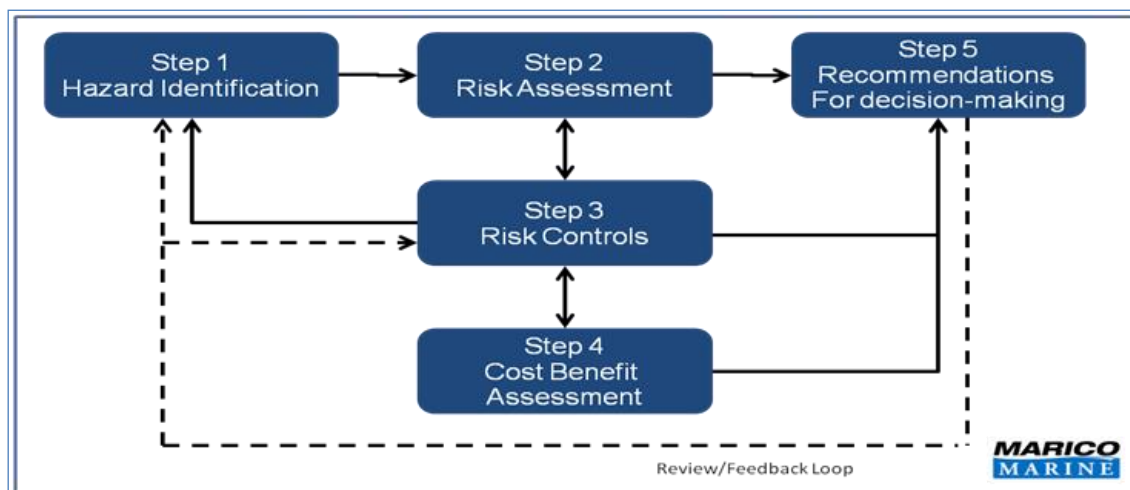 Step 1
Hazard Identification
Step 2
Risk Assessment
Step 5
Recommendations
For decision-making
Step 3
Risk Controls
Step 4
Cost Benefit
Assessment
Review/Feedback Loop
MARICO
MARINE